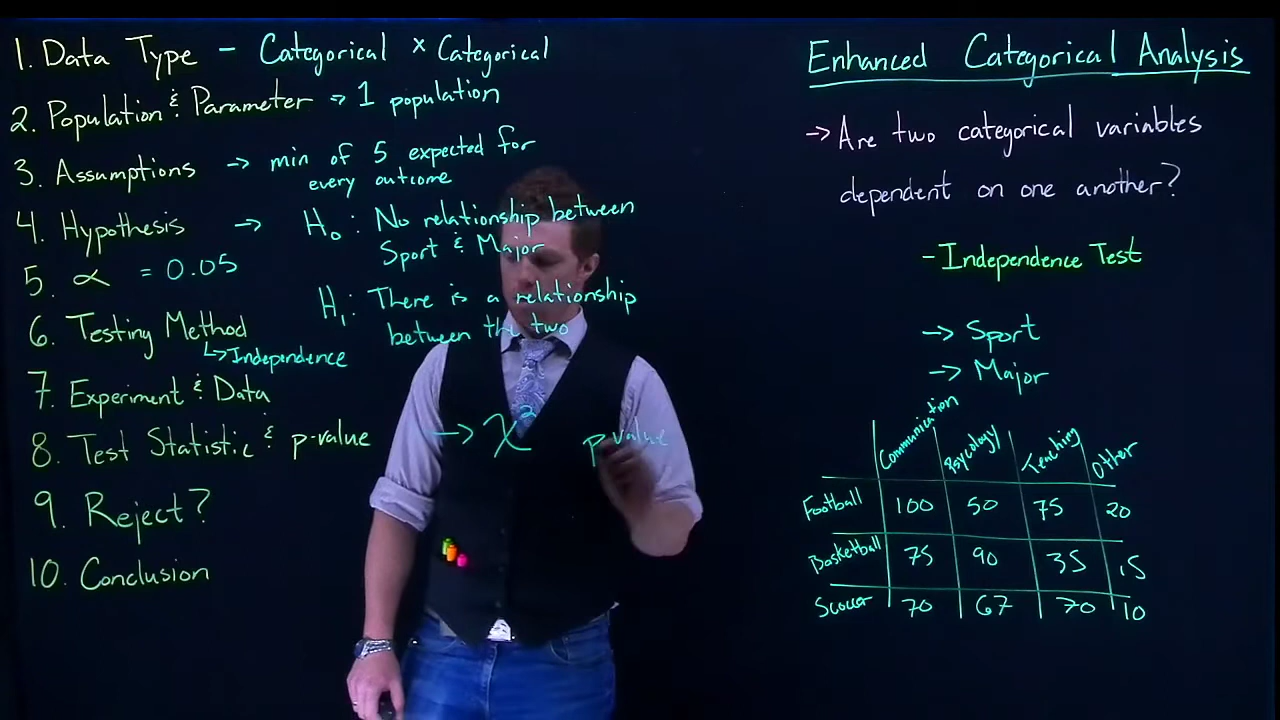 1. Data Type - Categorical x Categorical
2. Population & Parameter → 1 population
3. Assumptions → min of 5 expected for
every outcome
4. Hypothesis → H₀: No relationship between
Sport & Major
5. α = 0.05
H₁: There is a relationship
between the two
6. Testing Method
↳ Independence
7. Experiment & Data
8. Test Statistic & p-value → χ² p value
9. Reject?
10. Conclusion
Enhanced Categorical Analysis
→ Are two categorical variables
dependent on one another?
- Independence Test
→ Sport
→ Major
Communication Psycology Teaching Other
Football 100 50 75 20
Basketball 75 90 35 15
Scoccer 70 67 70 10